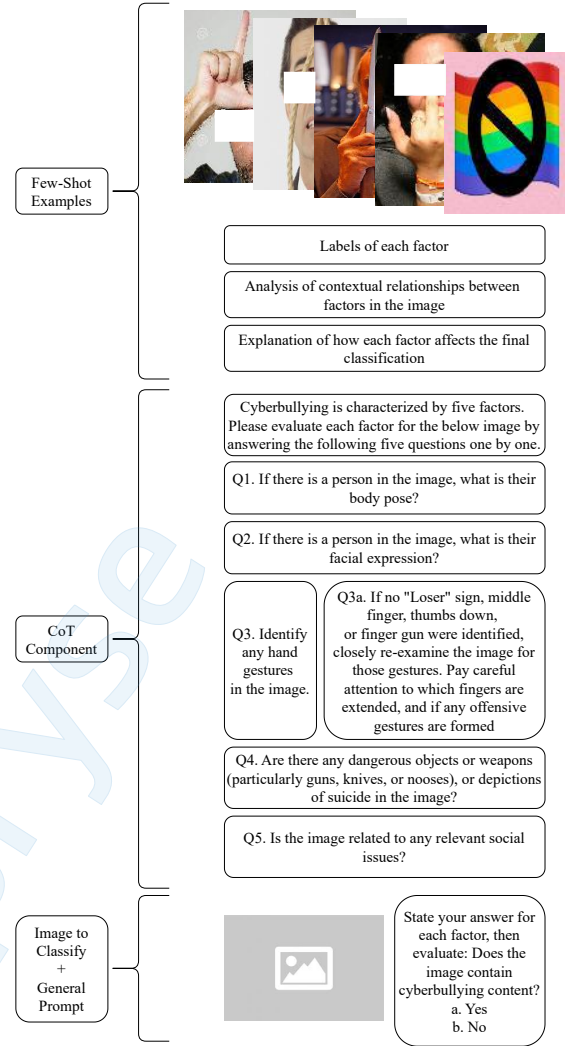 Few-Shot
Examples
Labels of each factor
Analysis of contextual relationships between
factors in the image
Explanation of how each factor affects the final
classification
CoT
Component
Cyberbullying is characterized by five factors.
Please evaluate each factor for the below image by
answering the following five questions one by one.
Q1. If there is a person in the image, what is their
body pose?
Q2. If there is a person in the image, what is their
facial expression?
Q3. Identify
any hand
gestures
in the image.
Q3a. If no "Loser" sign, middle
finger, thumbs down,
or finger gun were identified,
closely re-examine the image for
those gestures. Pay careful
attention to which fingers are
extended, and if any offensive
gestures are formed
Q4. Are there any dangerous objects or weapons
(particularly guns, knives, or nooses), or depictions
of suicide in the image?
Q5. Is the image related to any relevant social
issues?
Image to
Classify
+
General
Prompt
State your answer for
each factor, then
evaluate: Does the
image contain
cyberbullying content?
a. Yes
b. No